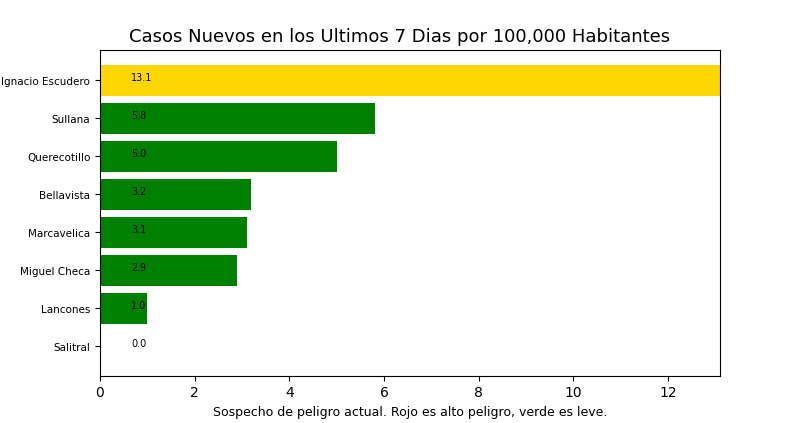 Casos Nuevos en los Ultimos 7 Dias por 100,000 Habitantes
Ignacio Escudero 13.1
Sullana 5.8
Querecotillo 5.0
Bellavista 3.2
Marcavelica 3.1
Miguel Checa 2.9
Lancones 1.0
Salitral 0.0
0 2 4 6 8 10 12
Sospecho de peligro actual. Rojo es alto peligro, verde es leve.